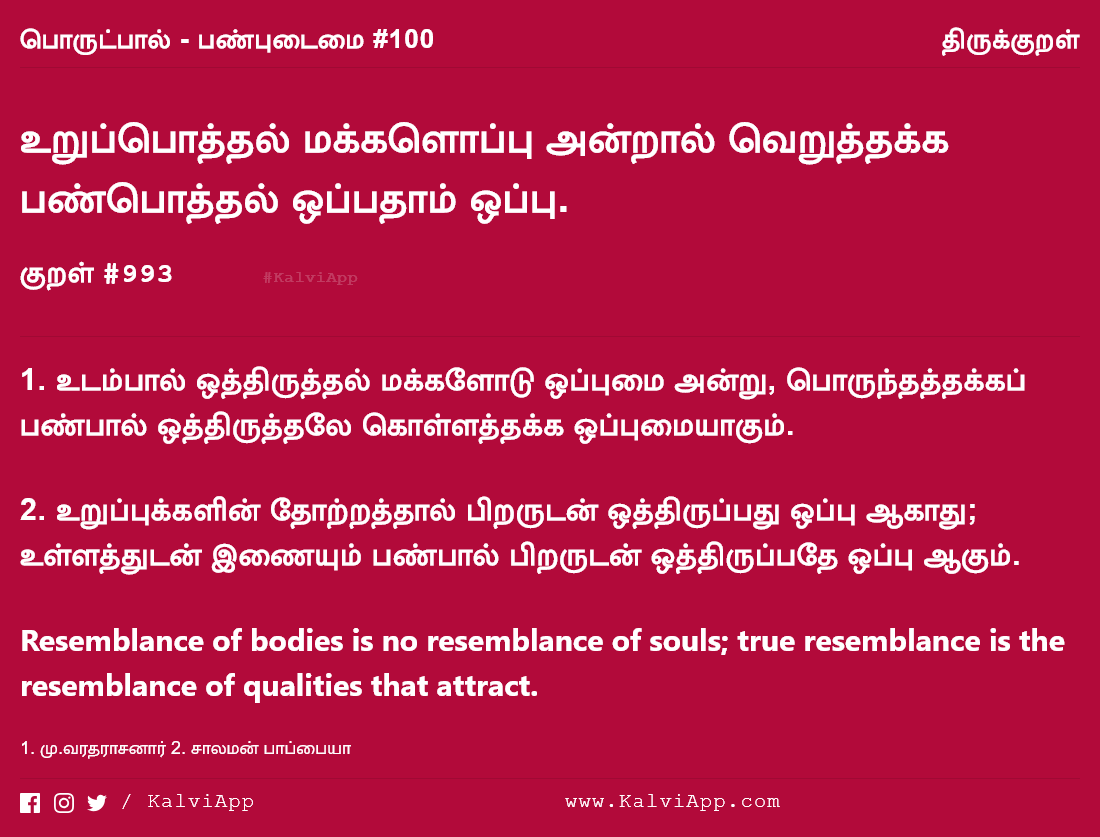 பொருட்பால் - பண்புடைமை #100 திருக்குறள்
உறுப்பொத்தல் மக்களொப்பு அன்றால் வெறுத்தக்க
பண்பொத்தல் ஒப்பதாம் ஒப்பு.
குறள் #993 #KalviApp
1. உடம்பால் ஒத்திருத்தல் மக்களோடு ஒப்புமை அன்று, பொருந்தத்தக்கப்
பண்பால் ஒத்திருத்தலே கொள்ளத்தக்க ஒப்புமையாகும்.
2. உறுப்புக்களின் தோற்றத்தால் பிறருடன் ஒத்திருப்பது ஒப்பு ஆகாது;
உள்ளத்துடன் இணையும் பண்பால் பிறருடன் ஒத்திருப்பதே ஒப்பு ஆகும்.
Resemblance of bodies is no resemblance of souls; true resemblance is the
resemblance of qualities that attract.
1. மு.வரதராசனார் 2. சாலமன் பாப்பையா
/ KalviApp www.KalviApp.com